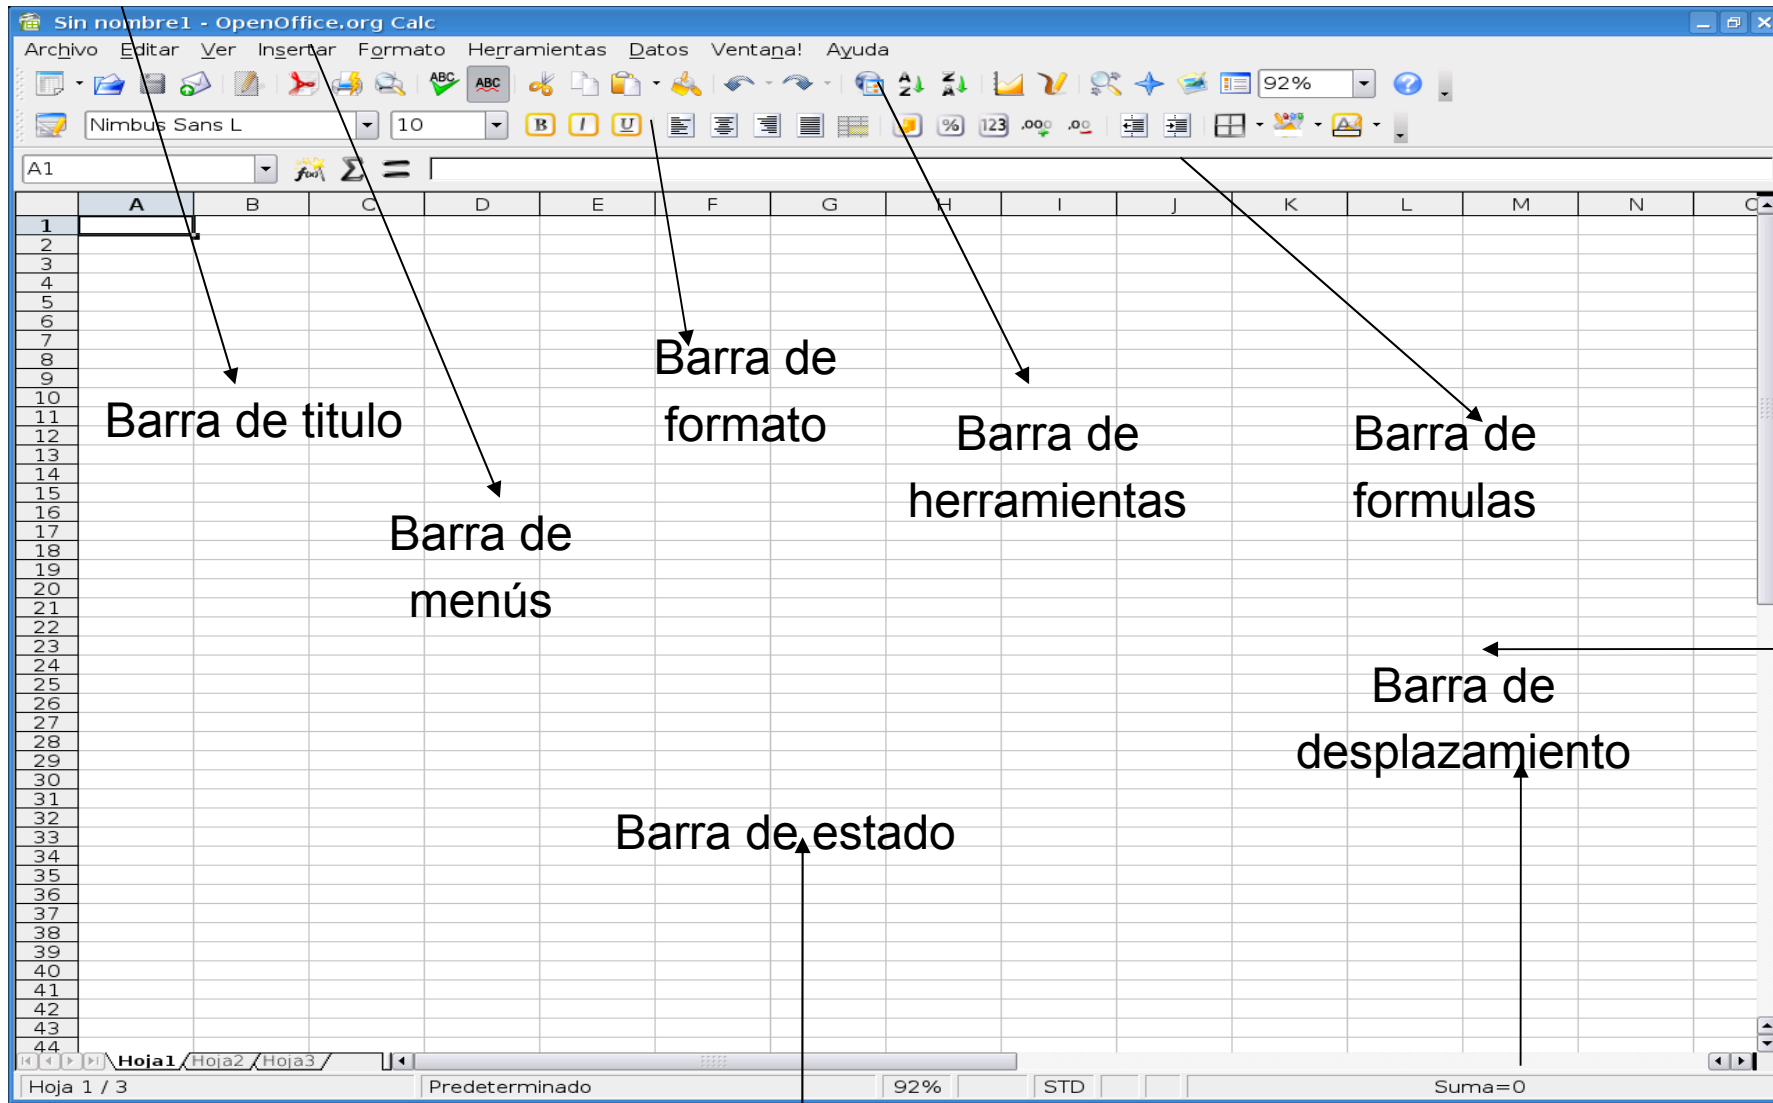 Sin nombre1 - OpenOffice.org Calc
Archivo Editar Ver Insertar Formato Herramientas Datos Ventana! Ayuda
ABC ABC A Z Z A 92% ?
Nimbus Sans L 10 B I U % 123 .000 .00 A
A1 f(x) Σ =
A B C D E F G H I J K L M N
1
2
3
4
5
6
7
8
9
10
11
12
13
14
15
16
17
18
19
20
21
22
23
24
25
26
27
28
29
30
31
32
33
34
35
36
37
38
39
40
41
42
43
44
Barra de titulo
Barra de
menús
Barra de
formato
Barra de
herramientas
Barra de
formulas
Barra de
desplazamiento
Barra de estado
Hoja1 Hoja2 Hoja3
Hoja 1 / 3 Predeterminado 92% STD Suma=0